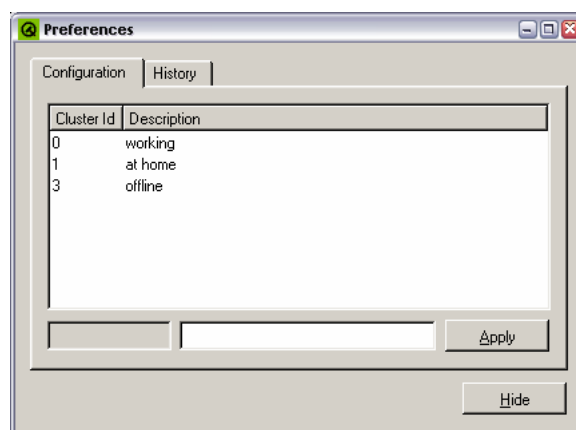 Preferences
Configuration History
Cluster Id Description
0 working
1 at home
3 offline
Apply
Hide